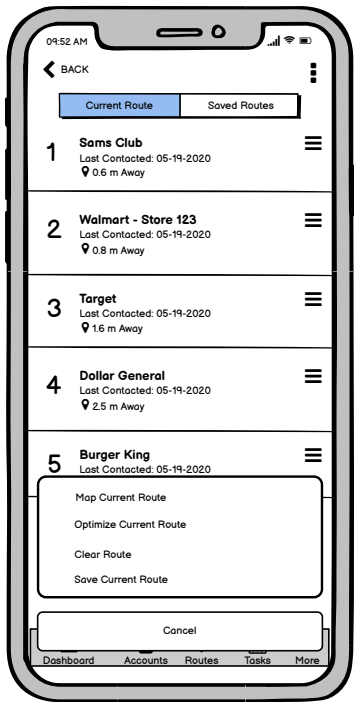 09:52 AM
BACK
Current Route
Saved Routes
1
Sams Club
Last Contacted: 05-19-2020
0.6 m Away
2
Walmart - Store 123
Last Contacted: 05-19-2020
0.8 m Away
3
Target
Last Contacted: 05-19-2020
1.6 m Away
4
Dollar General
Last Contacted: 05-19-2020
2.5 m Away
5
Burger King
Last Contacted: 05-19-2020
Map Current Route
Optimize Current Route
Clear Route
Save Current Route
Cancel
Dashboard
Accounts
Routes
Tasks
More